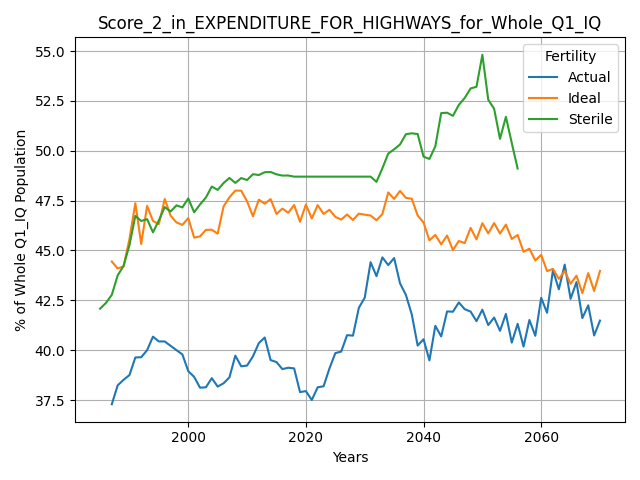 Score_2_in_EXPENDITURE_FOR_HIGHWAYS_for_Whole_Q1_IQ
Fertility
Actual
Ideal
Sterile
% of Whole Q1_IQ Population
55.0
52.5
50.0
47.5
45.0
42.5
40.0
37.5
2000
2020
2040
2060
Years